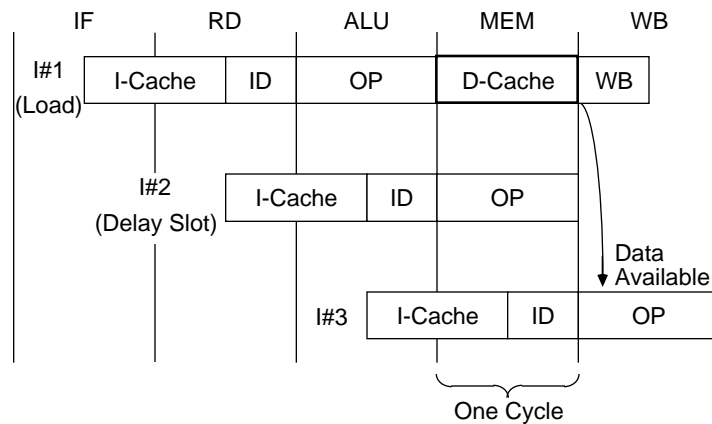 IF RD ALU MEM WB
I#1 I-Cache ID OP D-Cache WB
(Load)
I#2 I-Cache ID OP
(Delay Slot)
Data
Available
I#3 I-Cache ID OP
One Cycle